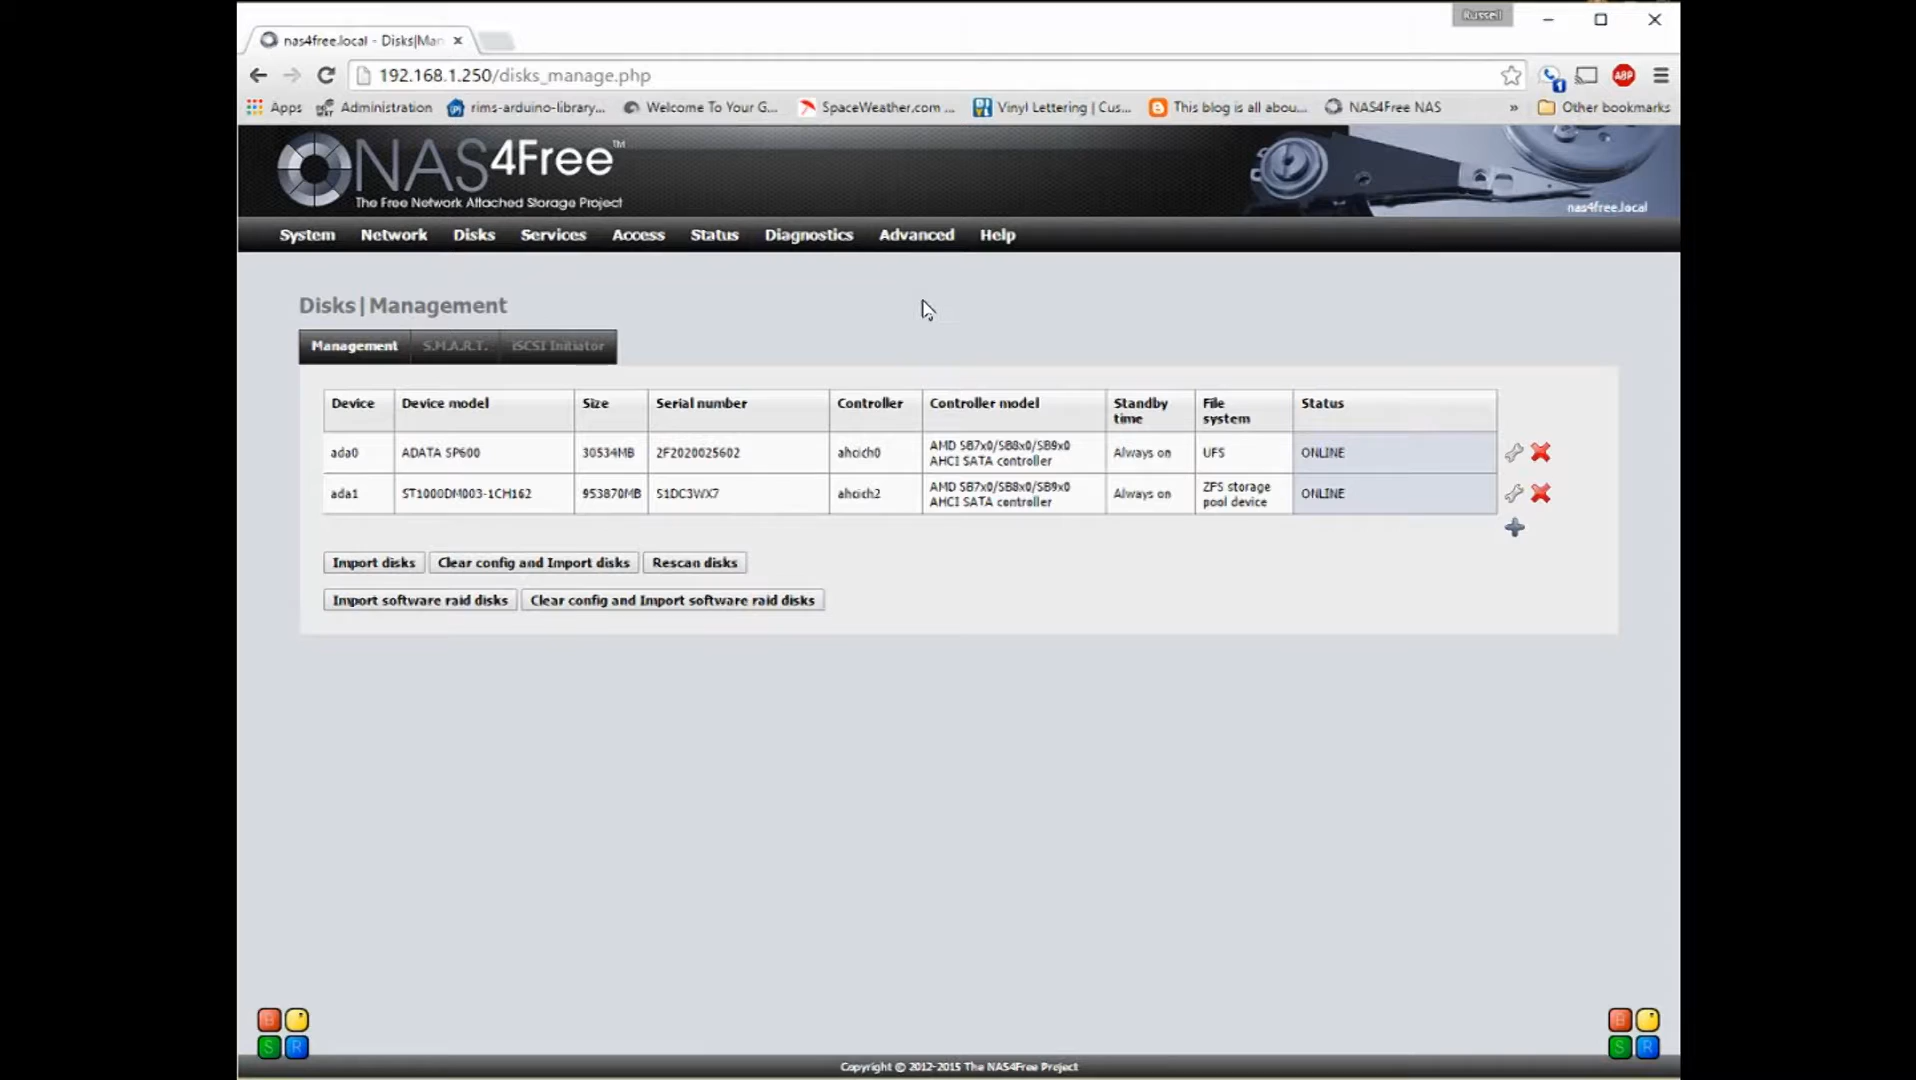 Russell
nas4free.local - Disks|Man
192.168.1.250/disks_manage.php
ABP
1
Apps Administration rims-arduino-library... Welcome To Your G... SpaceWeather.com ... Vinyl Lettering | Cus... This blog is all abou... NAS4Free NAS » Other bookmarks
NAS4Free™
The Free Network Attached Storage Project
nas4free.local
System Network Disks Services Access Status Diagnostics Advanced Help
Disks|Management
Management S.M.A.R.T. iSCSI Initiator
Device Device model Size Serial number Controller Controller model Standby time File system Status
ada0 ADATA SP600 30534MB 2F2020025602 ahcich0 AMD SB7x0/SB8x0/SB9x0 AHCI SATA controller Always on UFS ONLINE
ada1 ST1000DM003-1CH162 953870MB S1DC3WX7 ahcich2 AMD SB7x0/SB8x0/SB9x0 AHCI SATA controller Always on ZFS storage pool device ONLINE
Import disks Clear config and Import disks Rescan disks
Import software raid disks Clear config and Import software raid disks
B
S R
B
S R
Copyright © 2012-2015 The NAS4Free Project